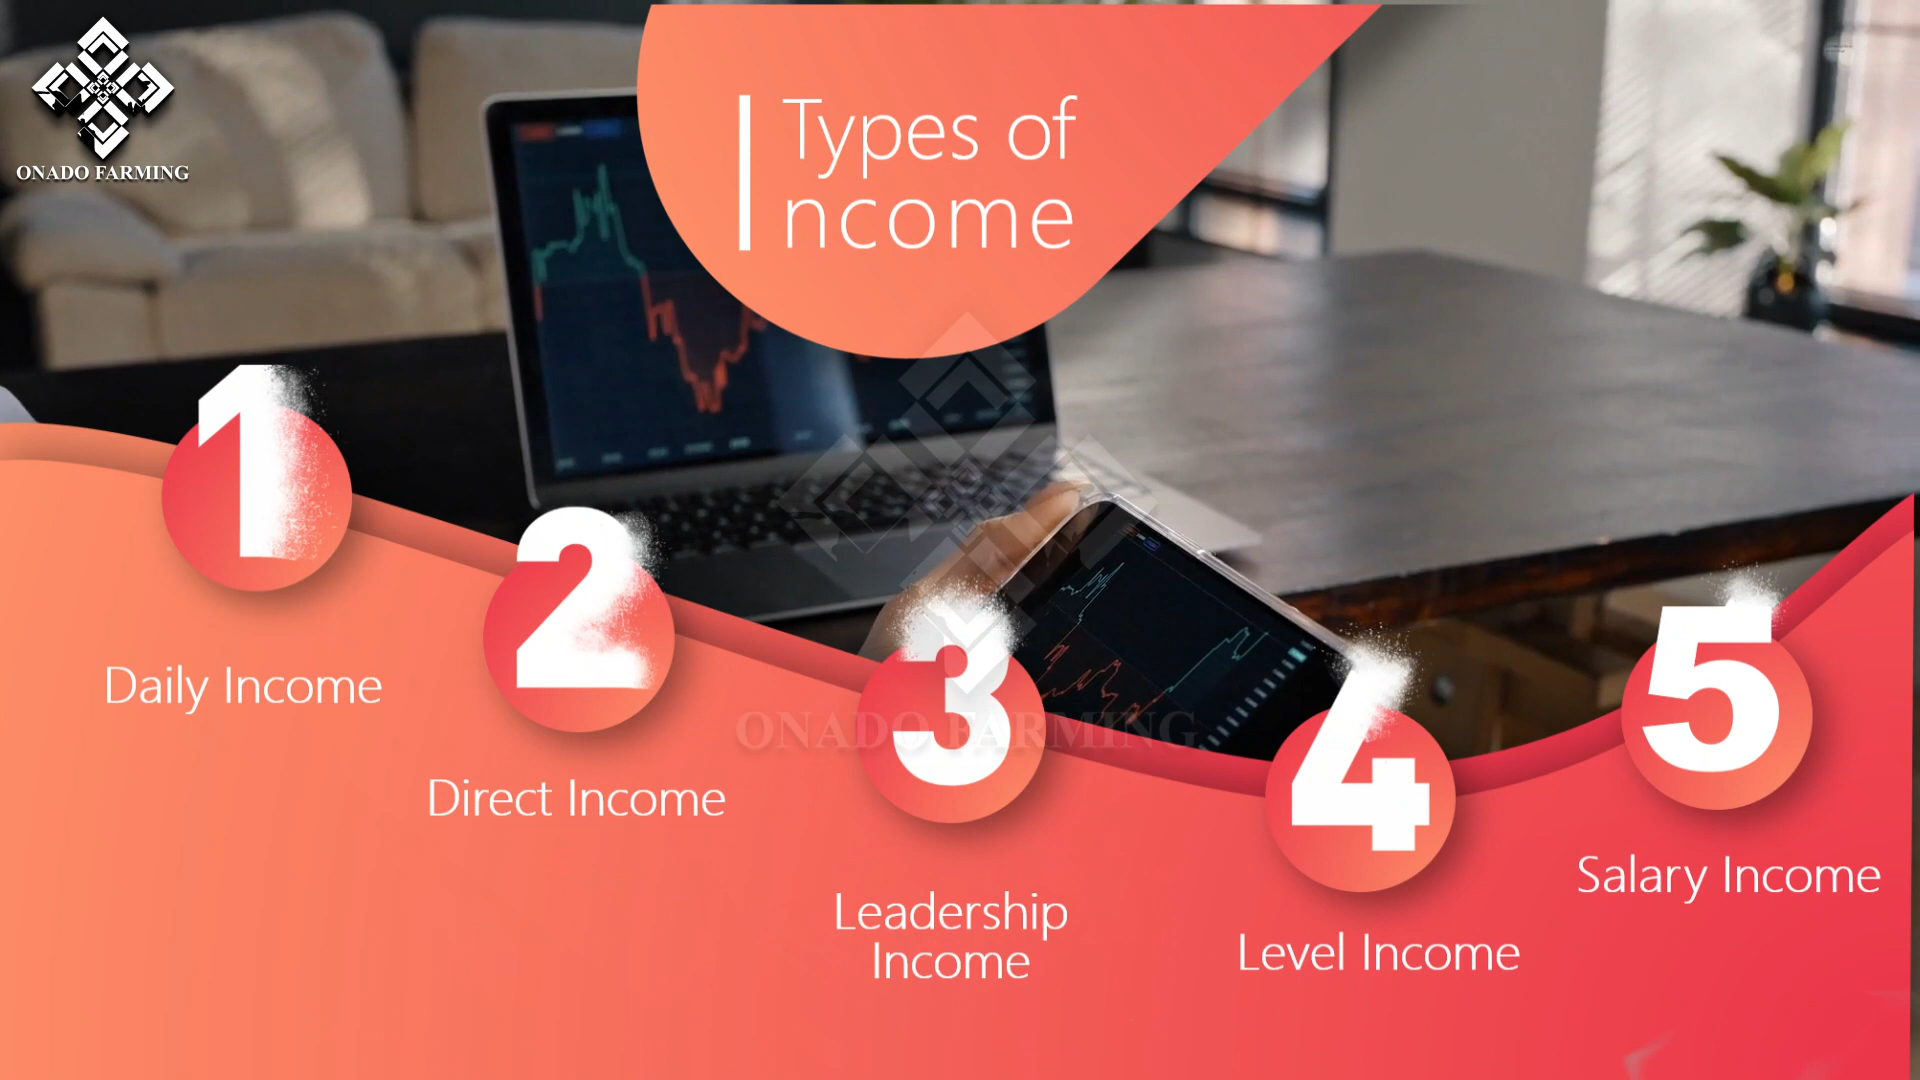 ONADO FARMING
Types of
Income
1
Daily Income
2
Direct Income
3
Leadership
Income
4
Level Income
5
Salary Income
ONADO FARMING